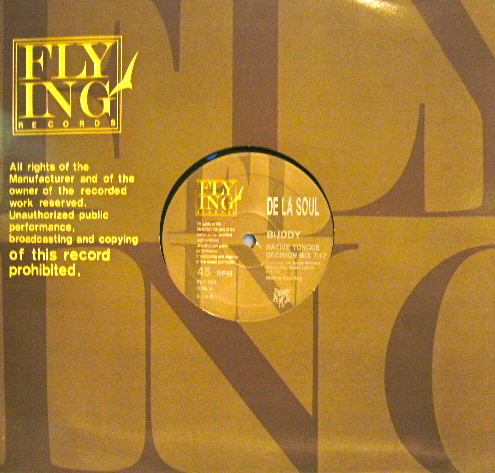 FLY
ING
RECORDS
All rights of the
Manufacturer and of the
owner of the recorded
work reserved.
Unauthorized public
performance,
broadcasting and copying
of this record
prohibited.
FLY
ING
DE LA SOUL
BUDDY
NATIVE TONGUE
DECISION MIX 7:17
45 RPM